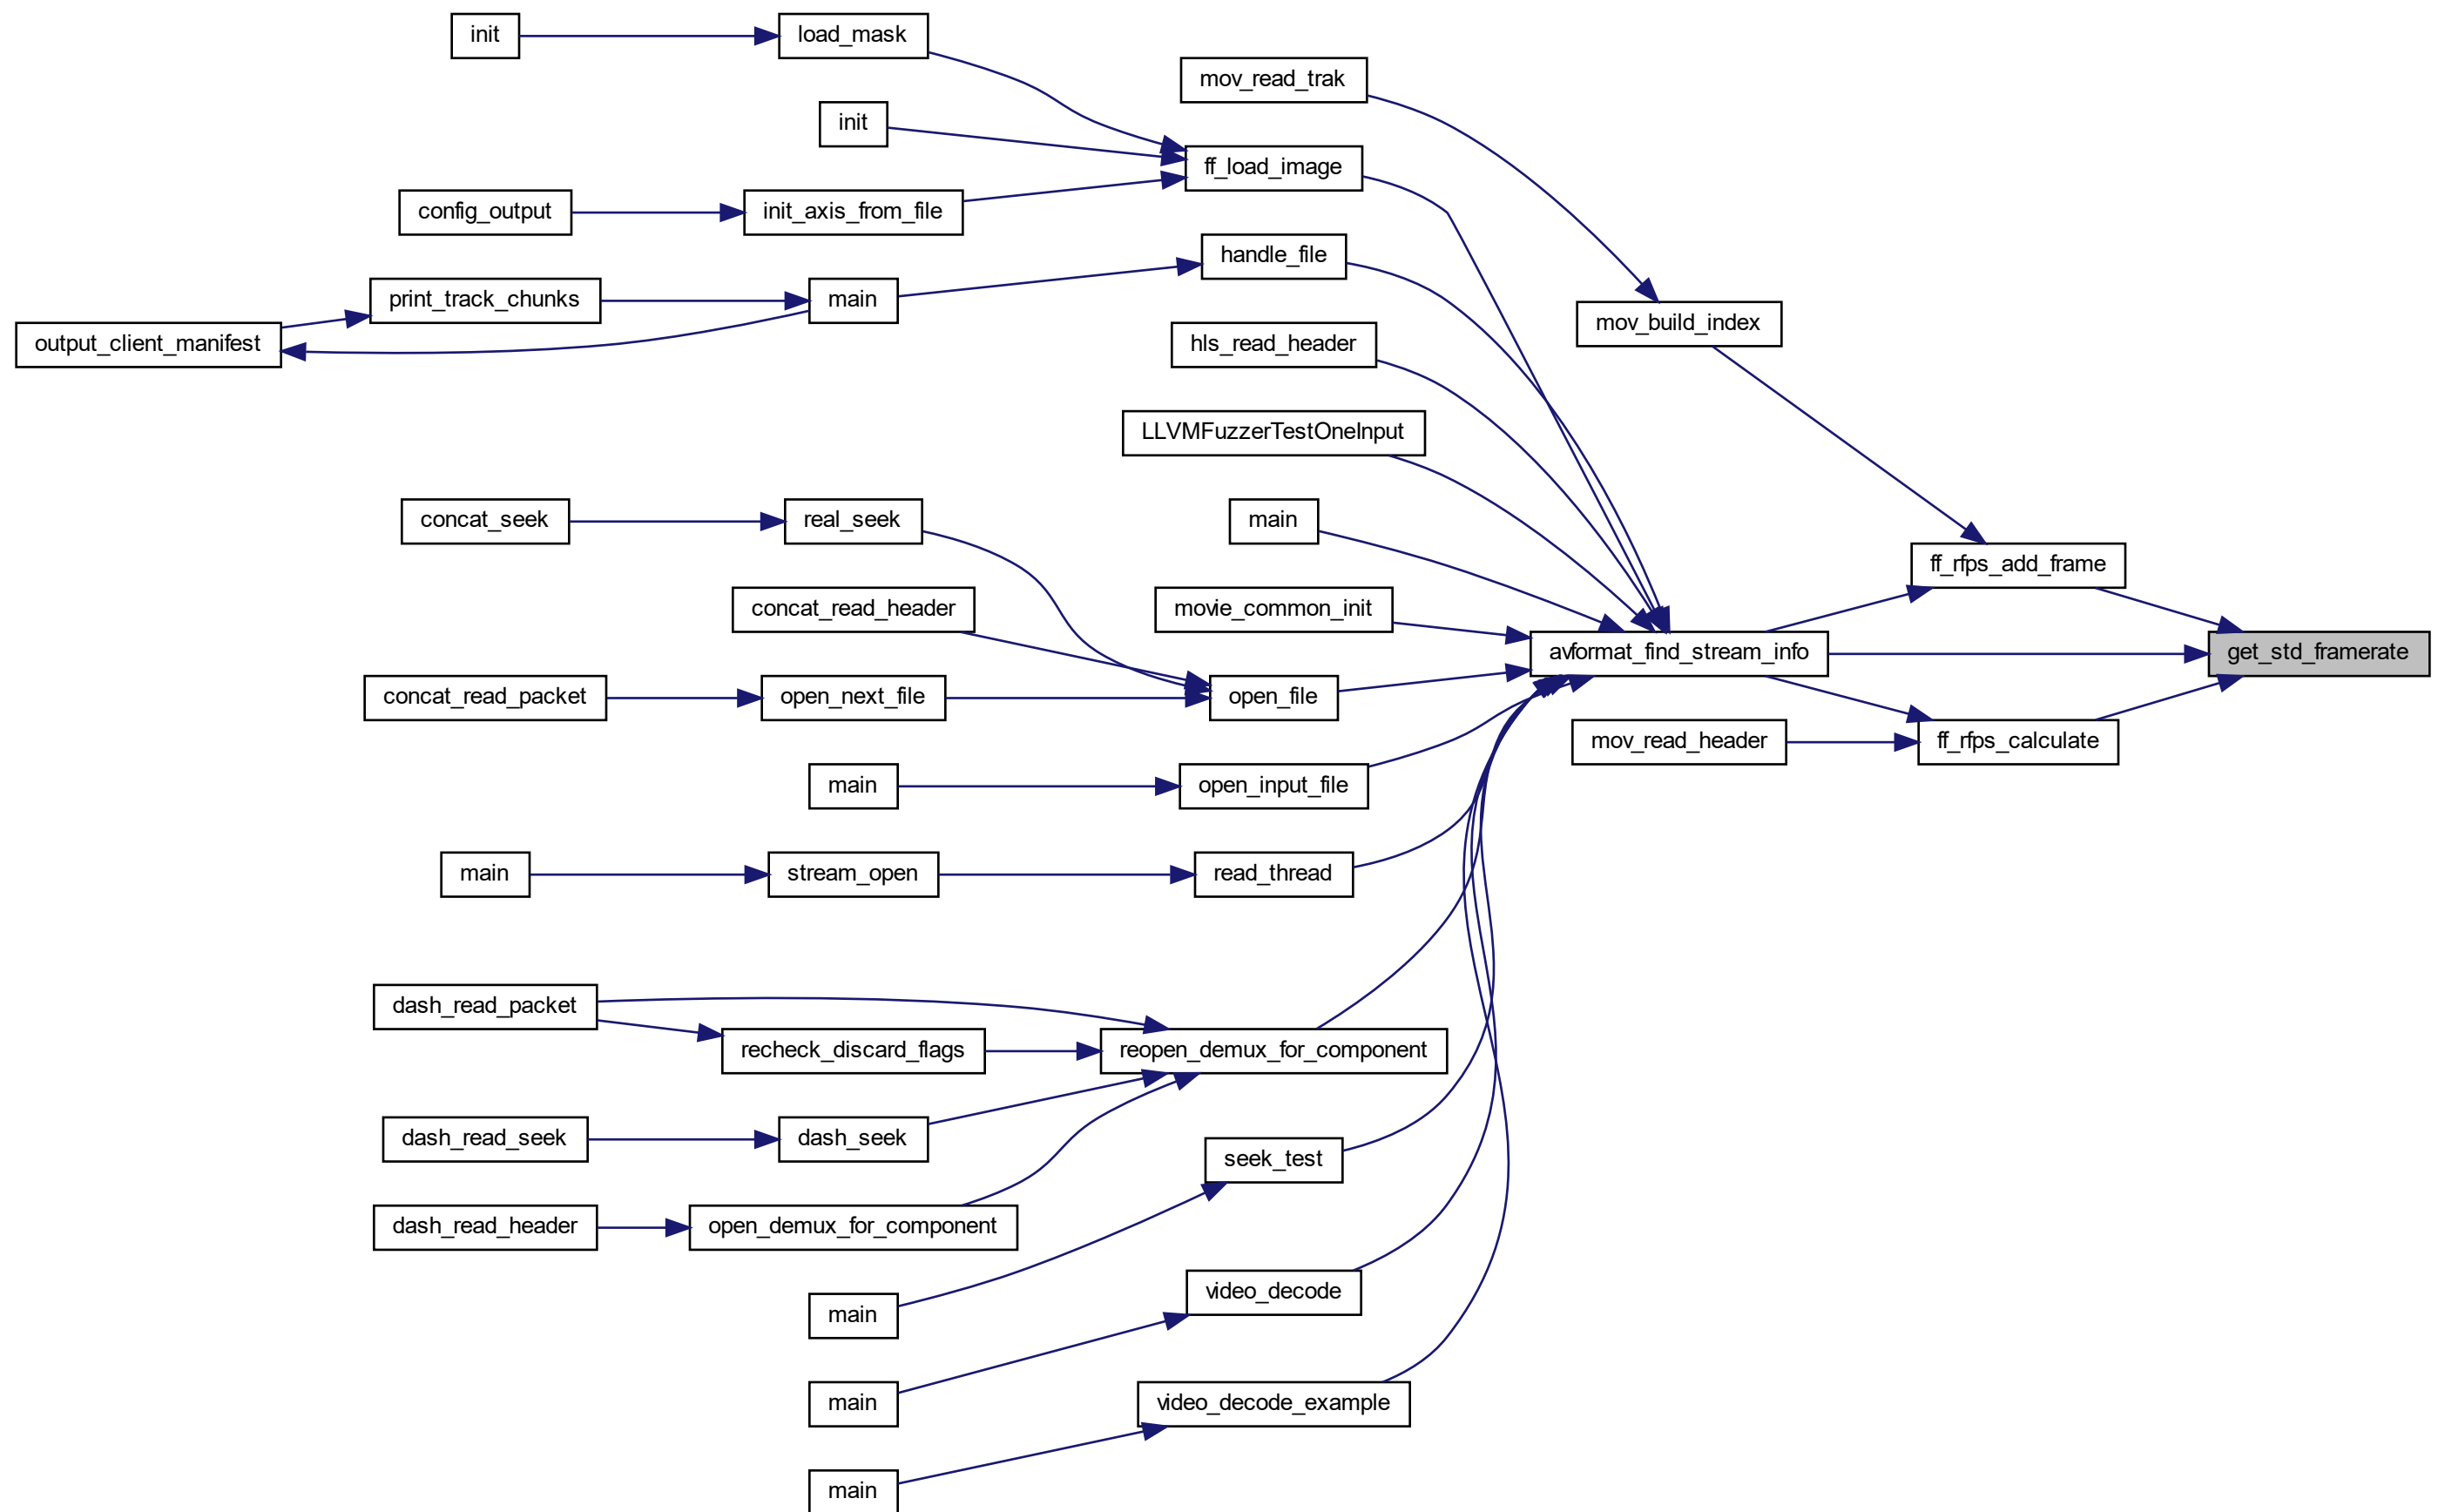 init
load_mask
mov_read_trak
init
ff_load_image
config_output
init_axis_from_file
handle_file
print_track_chunks
main
mov_build_index
output_client_manifest
hls_read_header
LLVMFuzzerTestOneInput
concat_seek
real_seek
main
ff_rfps_add_frame
concat_read_header
movie_common_init
avformat_find_stream_info
get_std_framerate
concat_read_packet
open_next_file
open_file
mov_read_header
ff_rfps_calculate
main
open_input_file
main
stream_open
read_thread
dash_read_packet
recheck_discard_flags
reopen_demux_for_component
dash_read_seek
dash_seek
seek_test
dash_read_header
open_demux_for_component
video_decode
main
main
video_decode_example
main